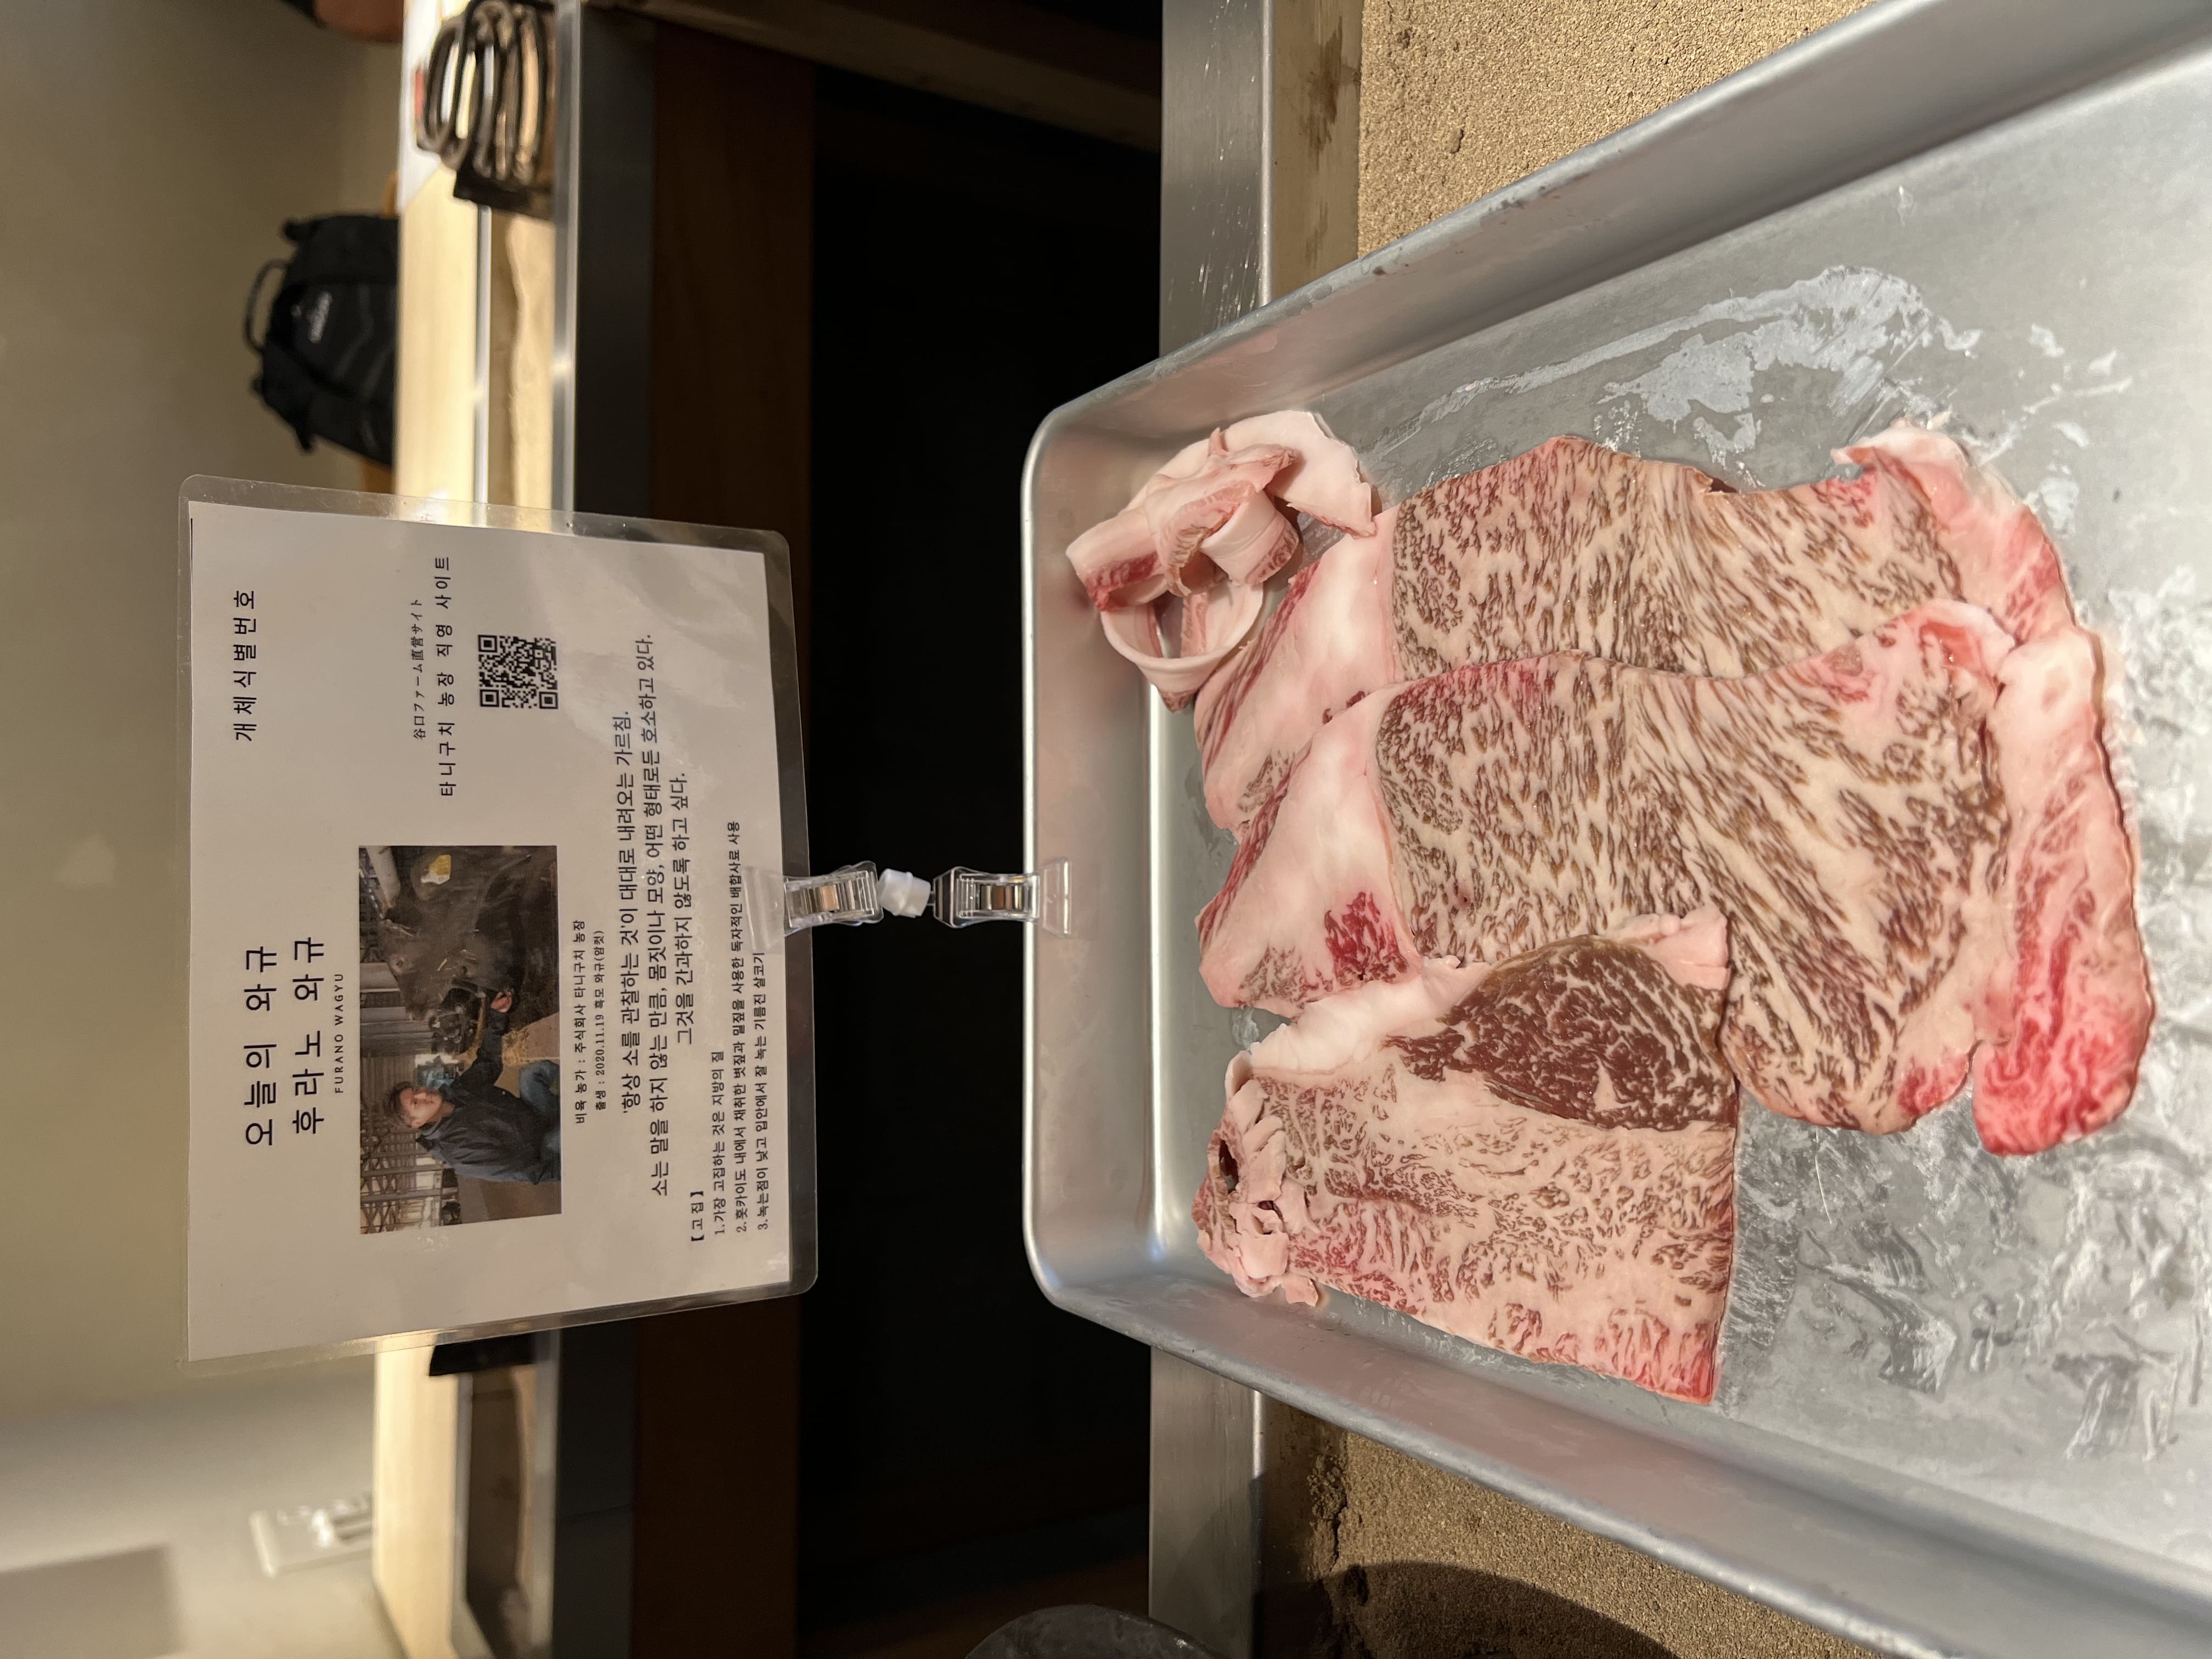 오늘의 와규
후라노 와규
FURANO WAGYU
개체식별번호
谷口ファーム直営サイト
타니구치 농장 직영 사이트
비육 농가 : 주식회사 타니구치 농장
출생 : 2020.11.19 흑모 와규(암컷)
'항상 소를 관찰하는 것'이 대대로 내려오는 가르침.
소는 말을 하지 않는 만큼, 몸짓이나 모양, 어떤 형태로든 호소하고 있다.
그것을 간과하지 않도록 하고 싶다.
【고집】
1.가장 고집하는 것은 지방의 질
2.홋카이도 내에서 채취한 볏짚과 밀짚을 사용한 독자적인 배합사료 사용
3.녹는점이 낮고 입안에서 잘 녹는 기름진 살코기